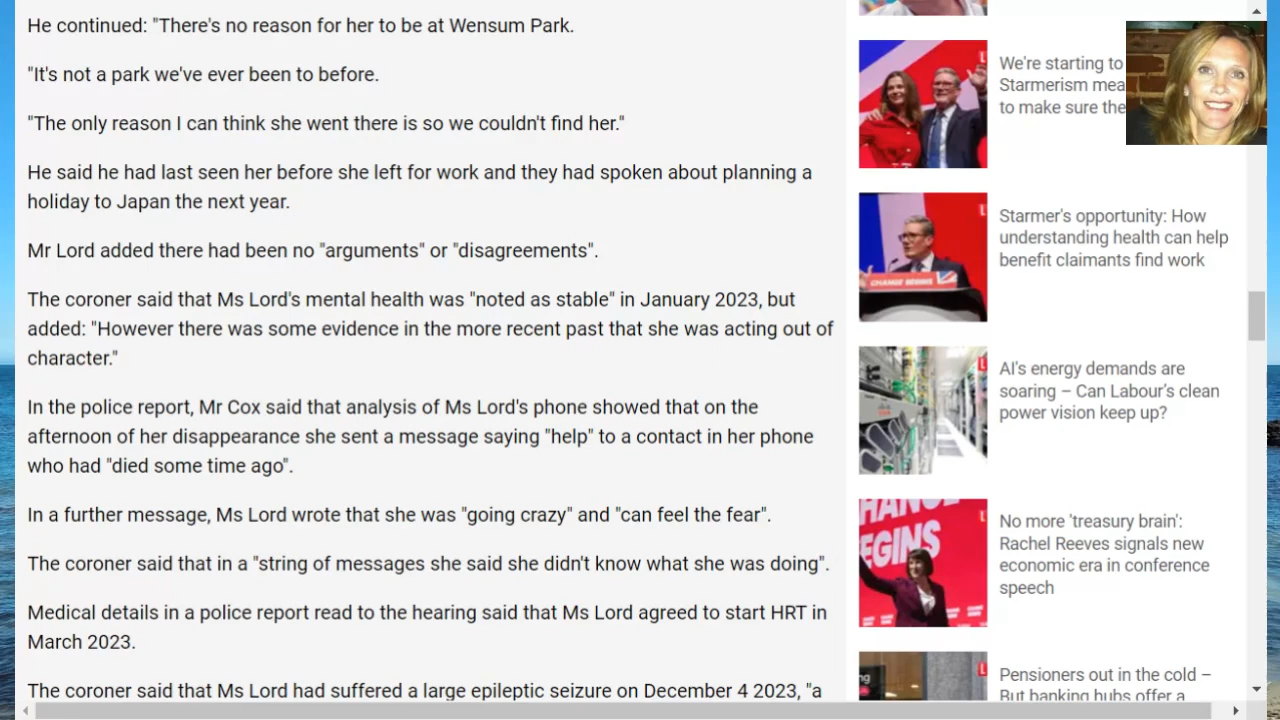 He continued: "There's no reason for her to be at Wensum Park.
"It's not a park we've ever been to before.
"The only reason I can think she went there is so we couldn't find her."
He said he had last seen her before she left for work and they had spoken about planning a
holiday to Japan the next year.
Mr Lord added there had been no "arguments" or "disagreements".
The coroner said that Ms Lord's mental health was "noted as stable" in January 2023, but
added: "However there was some evidence in the more recent past that she was acting out of
character."
In the police report, Mr Cox said that analysis of Ms Lord's phone showed that on the
afternoon of her disappearance she sent a message saying "help" to a contact in her phone
who had "died some time ago".
In a further message, Ms Lord wrote that she was "going crazy" and "can feel the fear".
The coroner said that in a "string of messages she said she didn't know what she was doing".
Medical details in a police report read to the hearing said that Ms Lord agreed to start HRT in
March 2023.
The coroner said that Ms Lord had suffered a large epileptic seizure on December 4 2023, "a
We're starting to
Starmerism mea
to make sure the
Starmer's opportunity: How
understanding health can help
benefit claimants find work
CHANGE BEGINS
AI's energy demands are
soaring – Can Labour's clean
power vision keep up?
No more 'treasury brain':
Rachel Reeves signals new
economic era in conference
speech
CHANGE
EGINS
Pensioners out in the cold –
But banking hubs offer a